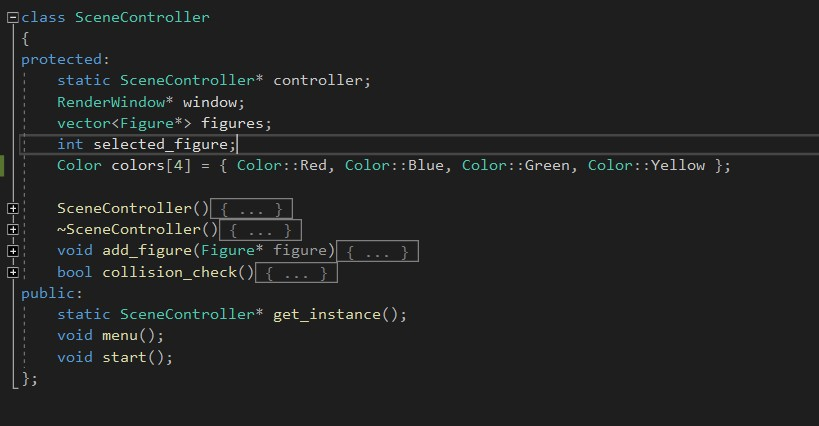 class SceneController
{
protected:
    static SceneController* controller;
    RenderWindow* window;
    vector<Figure*> figures;
    int selected_figure;
    Color colors[4] = { Color::Red, Color::Blue, Color::Green, Color::Yellow };

    SceneController(){ ... }
    ~SceneController(){ ... }
    void add_figure(Figure* figure){ ... }
    bool collision_check(){ ... }
public:
    static SceneController* get_instance();
    void menu();
    void start();
};